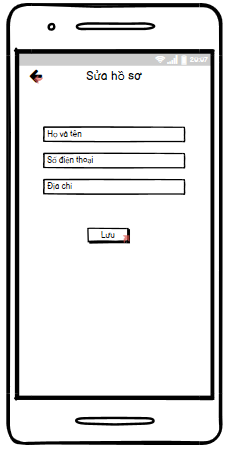 20:07
Sửa hồ sơ
Họ và tên
Số điện thoại
Địa chỉ
Lưu